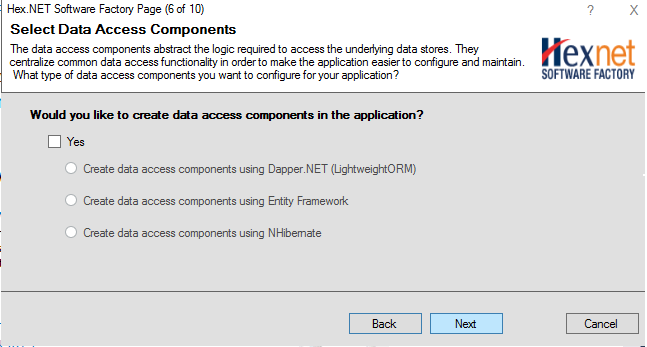 Hex.NET Software Factory Page (6 of 10)
? X
Select Data Access Components
The data access components abstract the logic required to access the underlying data stores. They
centralize common data access functionality in order to make the application easier to configure and maintain.
What type of data access components you want to configure for your application?
Hexnet
SOFTWARE FACTORY
Would you like to create data access components in the application?
Yes
Create data access components using Dapper.NET (LightweightORM)
Create data access components using Entity Framework
Create data access components using NHibernate
Back
Next
Cancel